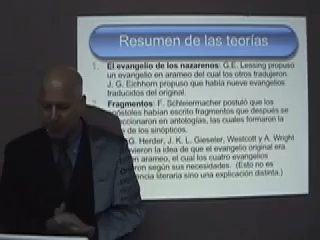 Resumen de las teorías
1. El evangelio de los nazarenos: G.E. Lessing propuso
un evangelio en arameo del cual los otros tradujeron.
J. G. Eichhorn propuso que había nueve evangelios
traducidos del original.
2. Fragmentos: F. Schleiermacher postuló que los
apóstoles habían escrito fragmentos que después se
en antologías, las cuales formaron la
de los sinópticos.
G. Herder, J. K. L. Gieseler, Westcott y A. Wright
la idea de que el evangelio original era
en arameo, el cual los cuatro evangelios
según sus necesidades. (Esto no es
literaria sino una explicación distinta.)